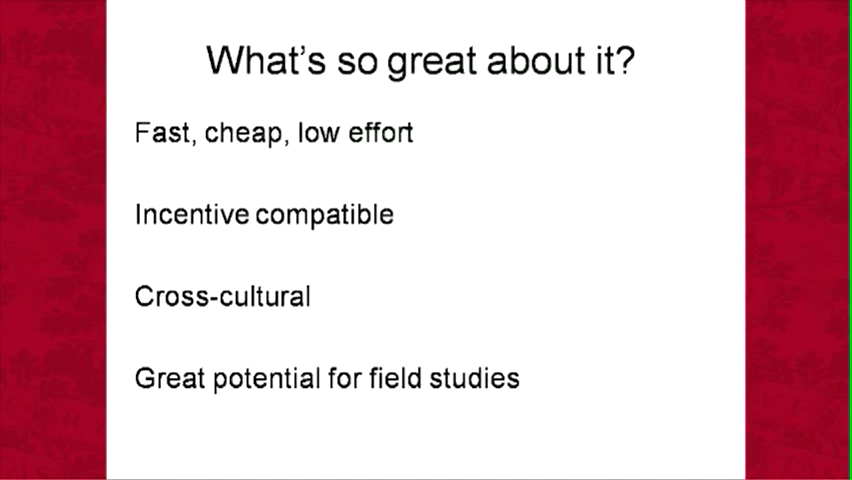 What's so great about it?
Fast, cheap, low effort
Incentive compatible
Cross-cultural
Great potential for field studies